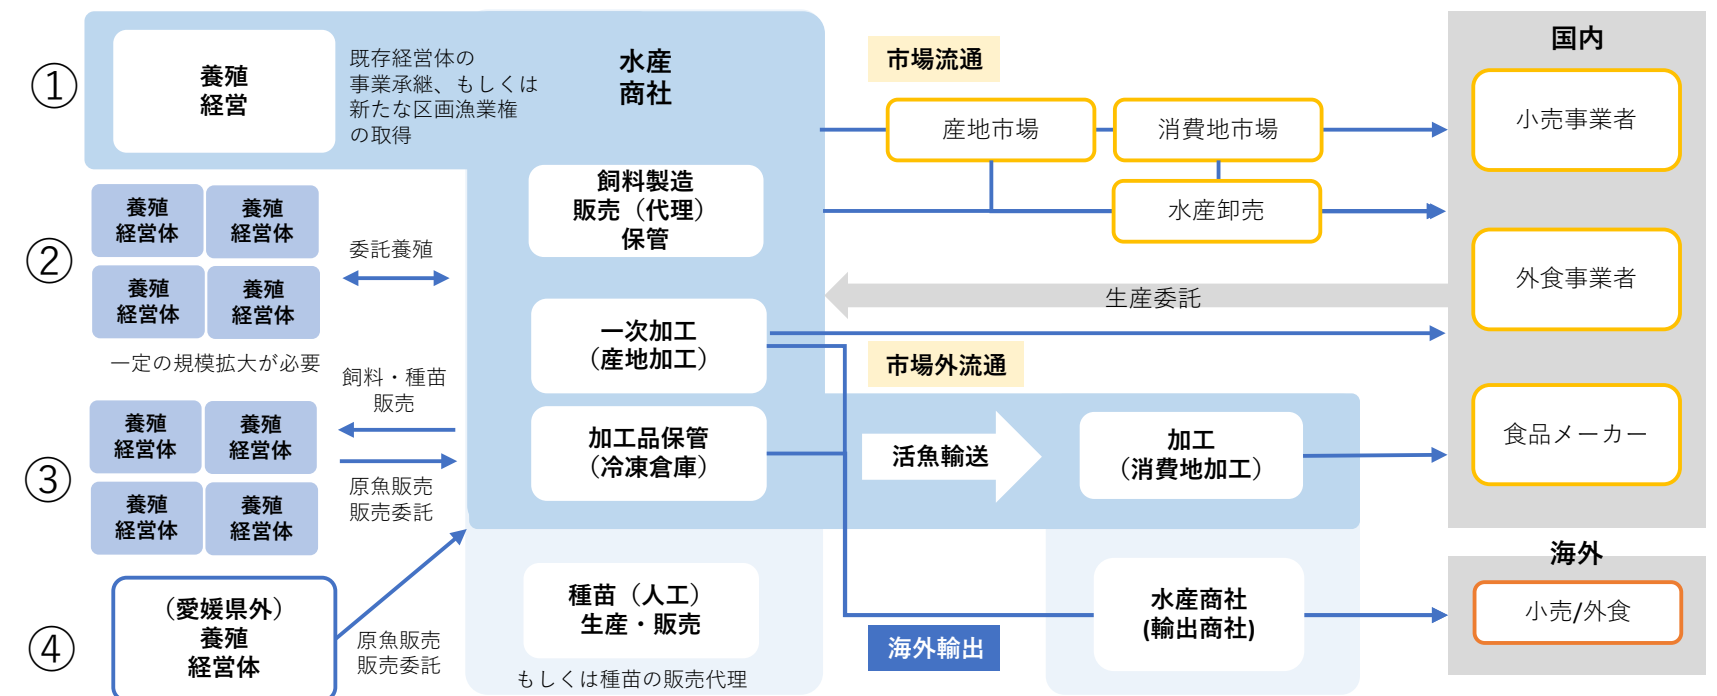 ①
養殖
経営
既存経営体の
事業承継、もしくは
新たな区画漁業権
の取得
水産
商社
市場流通
産地市場
消費地市場
水産卸売
国内
小売事業者
外食事業者
食品メーカー
飼料製造
販売（代理）
保管
②
養殖
経営体
養殖
経営体
養殖
経営体
養殖
経営体
委託養殖
一定の規模拡大が必要
生産委託
一次加工
（産地加工）
市場外流通
飼料・種苗
販売
③
養殖
経営体
養殖
経営体
養殖
経営体
養殖
経営体
原魚販売
販売委託
加工品保管
（冷凍倉庫）
活魚輸送
加工
（消費地加工）
④
（愛媛県外）
養殖
経営体
原魚販売
販売委託
種苗（人工）
生産・販売
もしくは種苗の販売代理
海外輸出
水産商社
(輸出商社)
海外
小売/外食